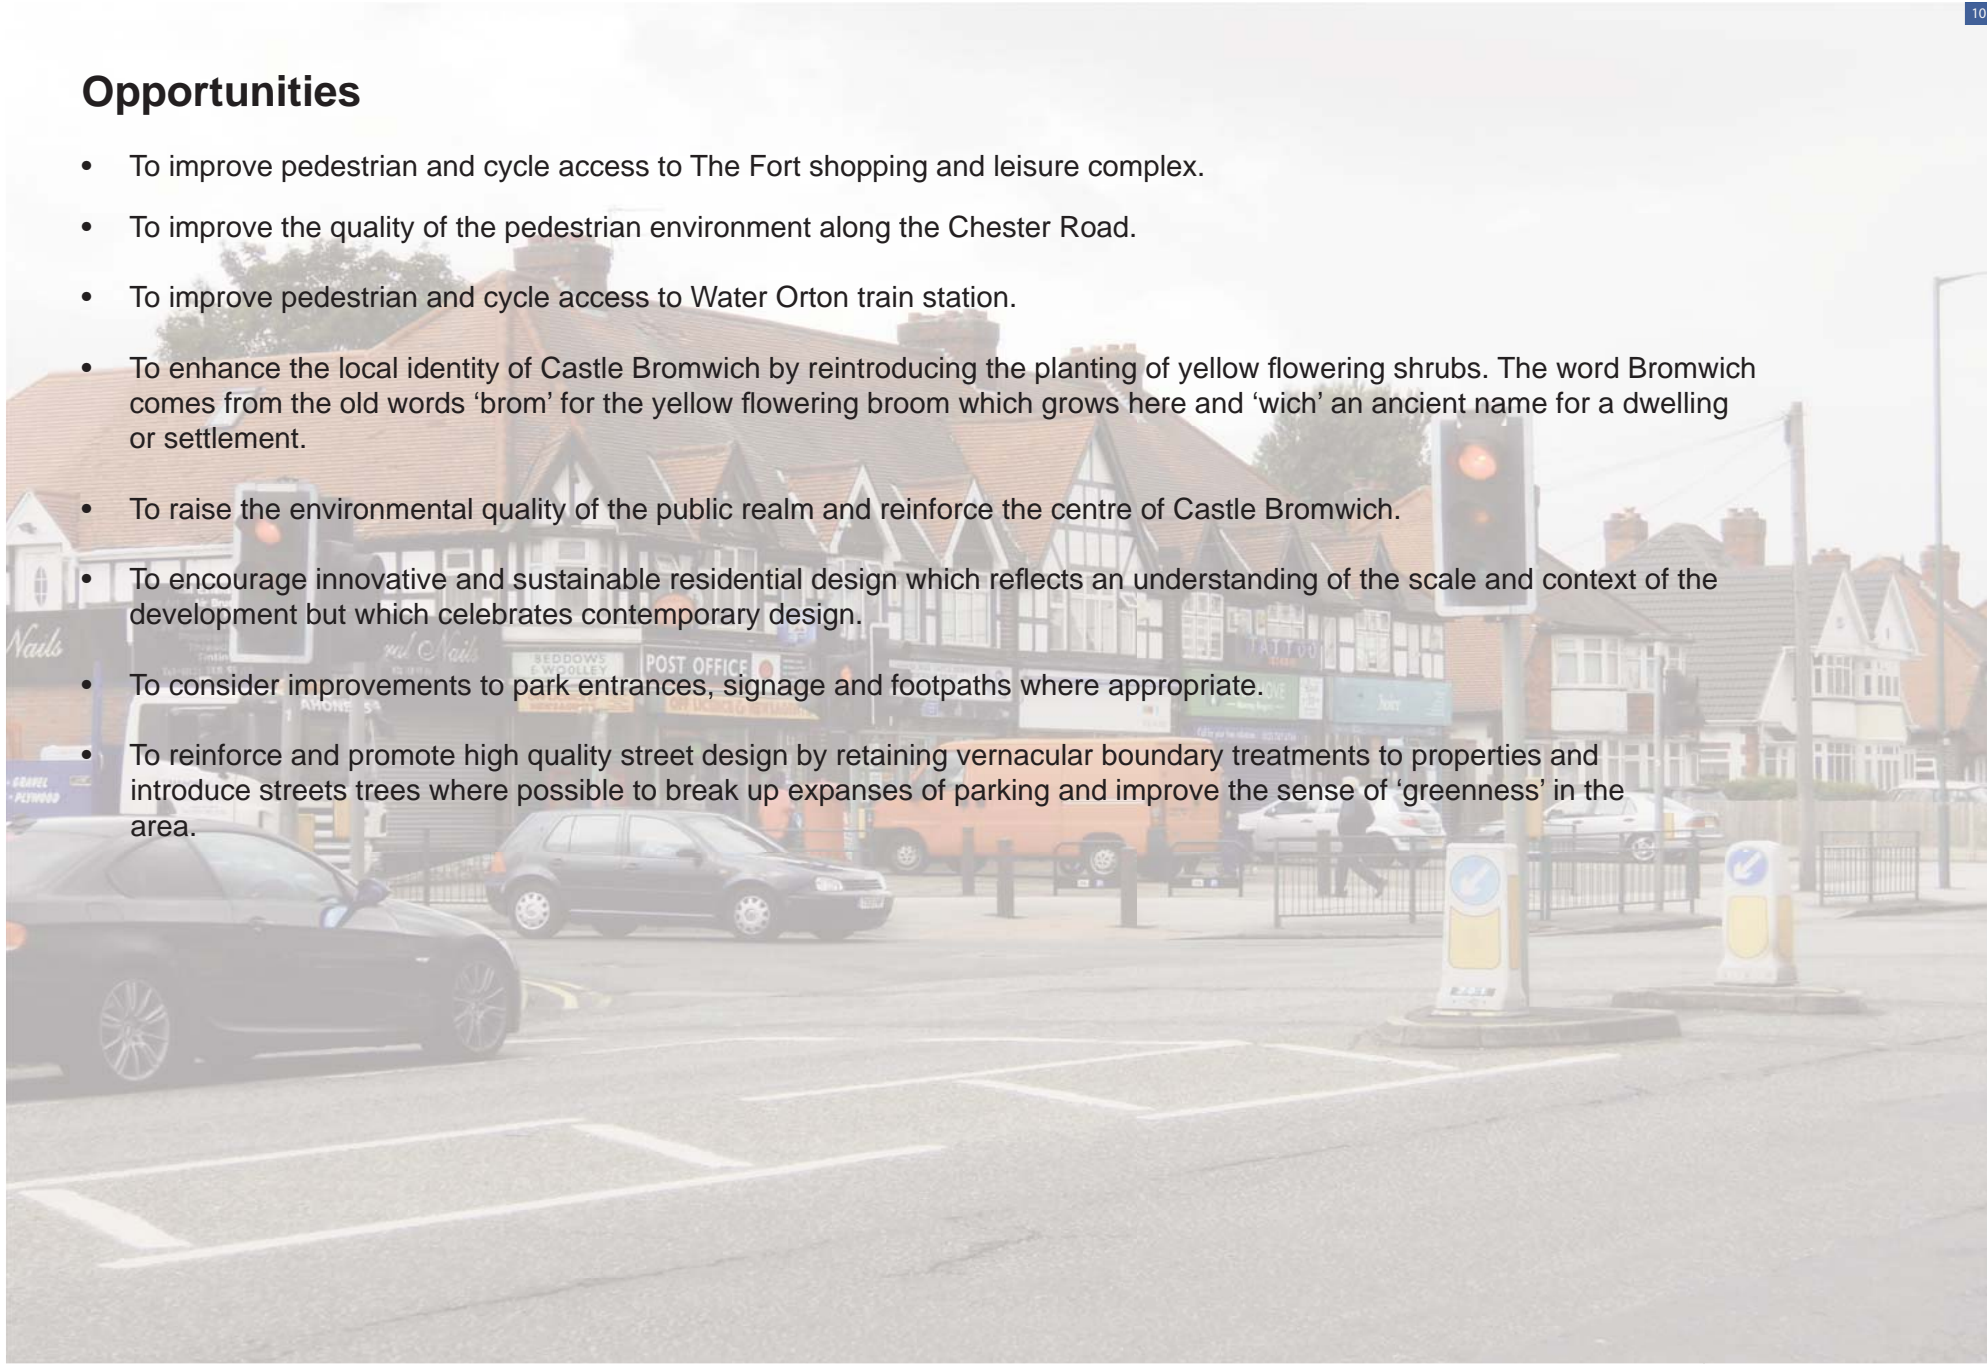 10
Opportunities
• To improve pedestrian and cycle access to The Fort shopping and leisure complex.
• To improve the quality of the pedestrian environment along the Chester Road.
• To improve pedestrian and cycle access to Water Orton train station.
• To enhance the local identity of Castle Bromwich by reintroducing the planting of yellow flowering shrubs. The word Bromwich
comes from the old words ‘brom’ for the yellow flowering broom which grows here and ‘wich’ an ancient name for a dwelling
or settlement.
• To raise the environmental quality of the public realm and reinforce the centre of Castle Bromwich.
• To encourage innovative and sustainable residential design which reflects an understanding of the scale and context of the
development but which celebrates contemporary design.
Nails
Nails
BEDDOWS
& WOOLLEY
POST OFFICE
TATTOO
• To consider improvements to park entrances, signage and footpaths where appropriate.
• To reinforce and promote high quality street design by retaining vernacular boundary treatments to properties and
introduce streets trees where possible to break up expanses of parking and improve the sense of ‘greenness’ in the
area.
- GRAVEL
- PLYWOOD